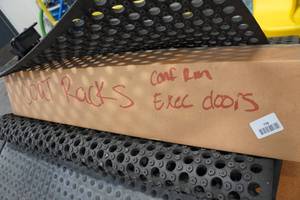 COAT Racks
Conf Rm
Exec doors